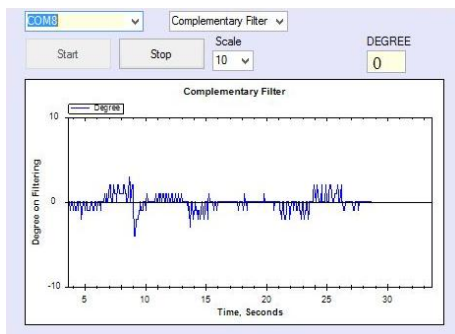 COM8
Complementary Filter
Start
Stop
Scale
10
DEGREE
0
Complementary Filter
Degree
Degree on Filtering
10
0
-10
5 10 15 20 25 30
Time, Seconds